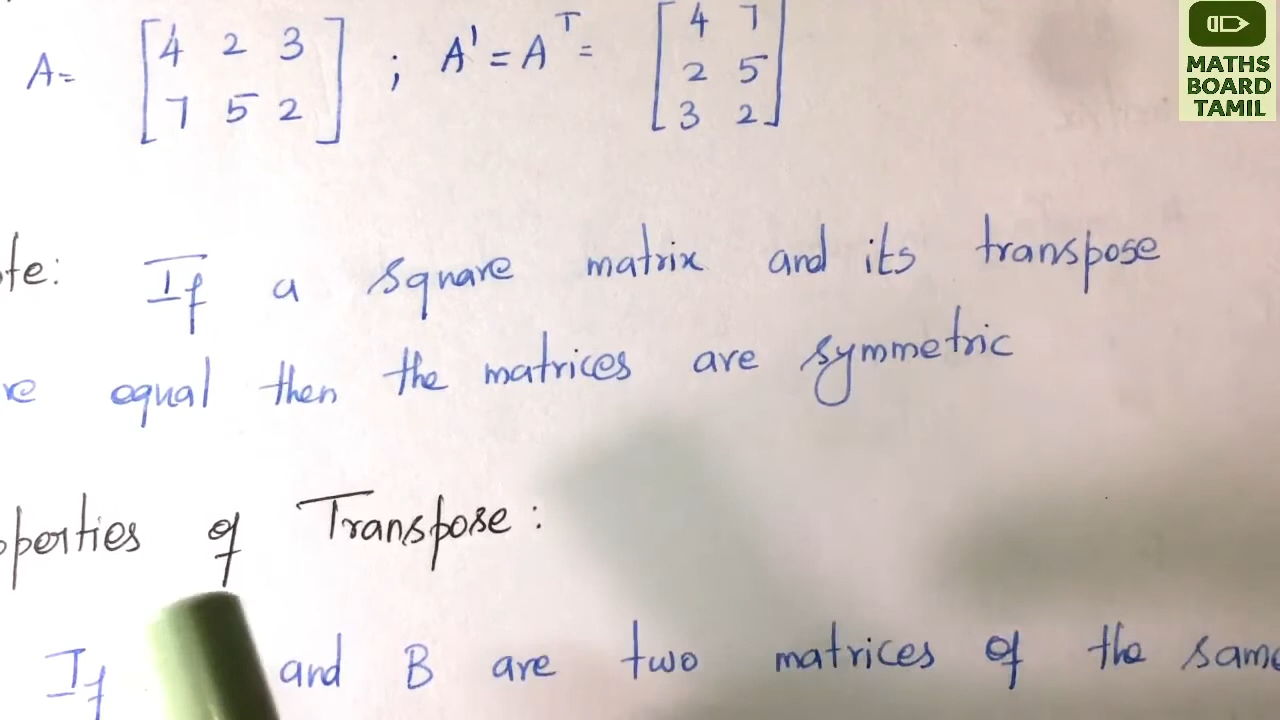 A= [4 2 3 ; A' = A^T = [4 7
7 5 2] 2 5
3 2]
If a square matrix and its transpose
equal then the matrices are symmetric
of Transpose:
If and B are two matrices of the
MATHS
BOARD
TAMIL